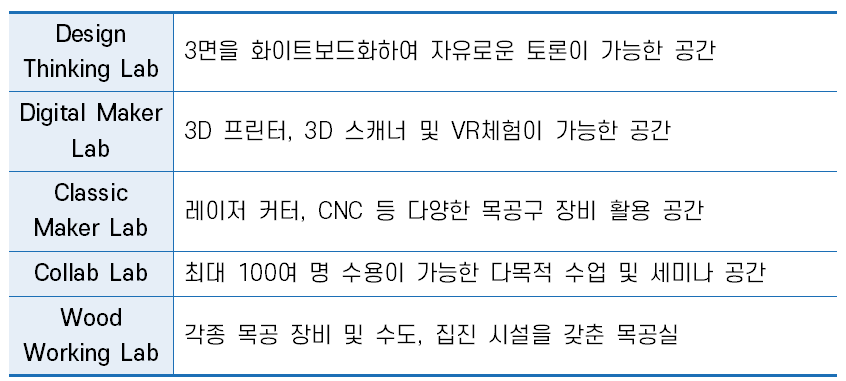 Design
Thinking Lab
3면을 화이트보드화하여 자유로운 토론이 가능한 공간
Digital Maker
Lab
3D 프린터, 3D 스캐너 및 VR체험이 가능한 공간
Classic
Maker Lab
레이저 커터, CNC 등 다양한 목공구 장비 활용 공간
Collab Lab
최대 100여 명 수용이 가능한 다목적 수업 및 세미나 공간
Wood
Working Lab
각종 목공 장비 및 수도, 집진 시설을 갖춘 목공실